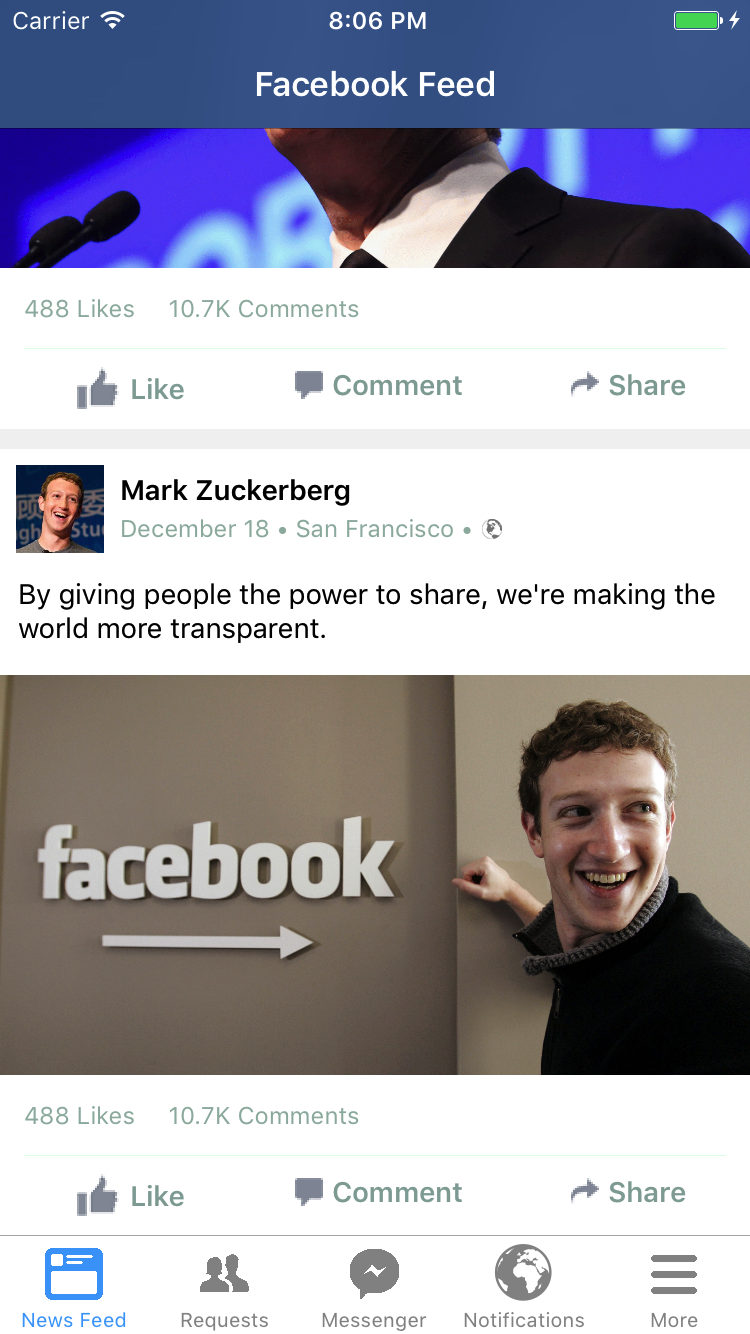 Carrier 8:06 PM
Facebook Feed
488 Likes 10.7K Comments
Like Comment Share
Mark Zuckerberg
December 18 • San Francisco •
By giving people the power to share, we're making the
world more transparent.
facebook
488 Likes 10.7K Comments
Like Comment Share
News Feed Requests Messenger Notifications More